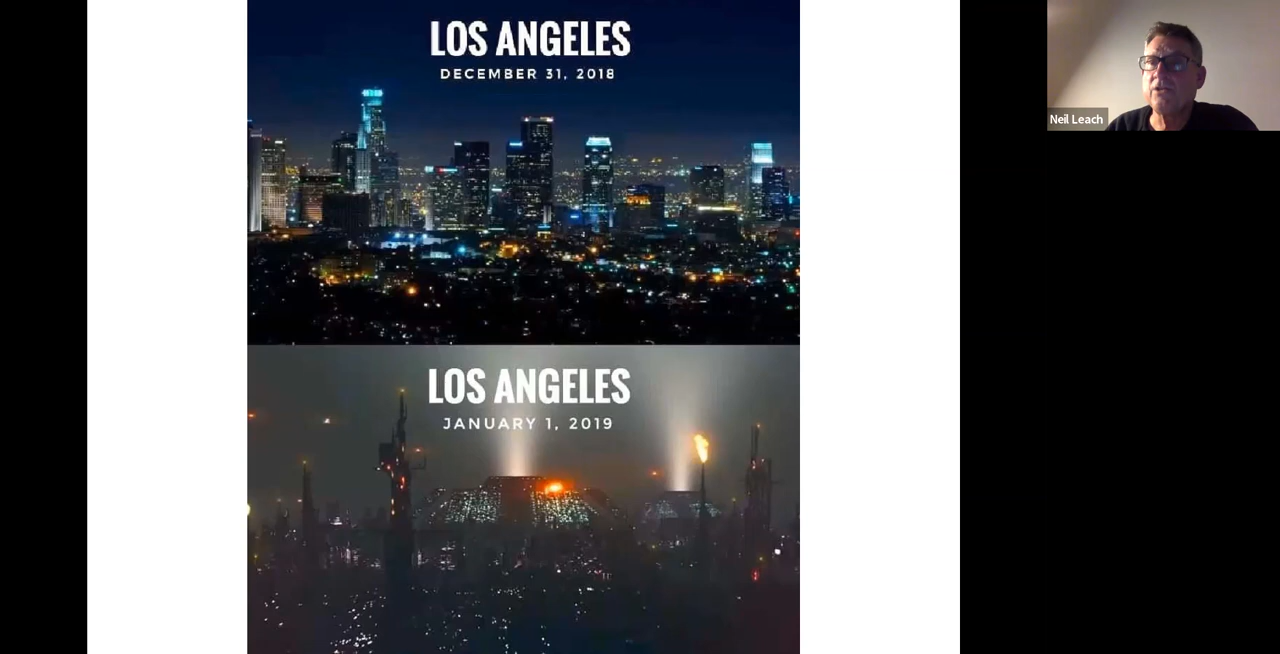 LOS ANGELES
DECEMBER 31, 2018
Neil Leach
LOS ANGELES
JANUARY 1, 2019